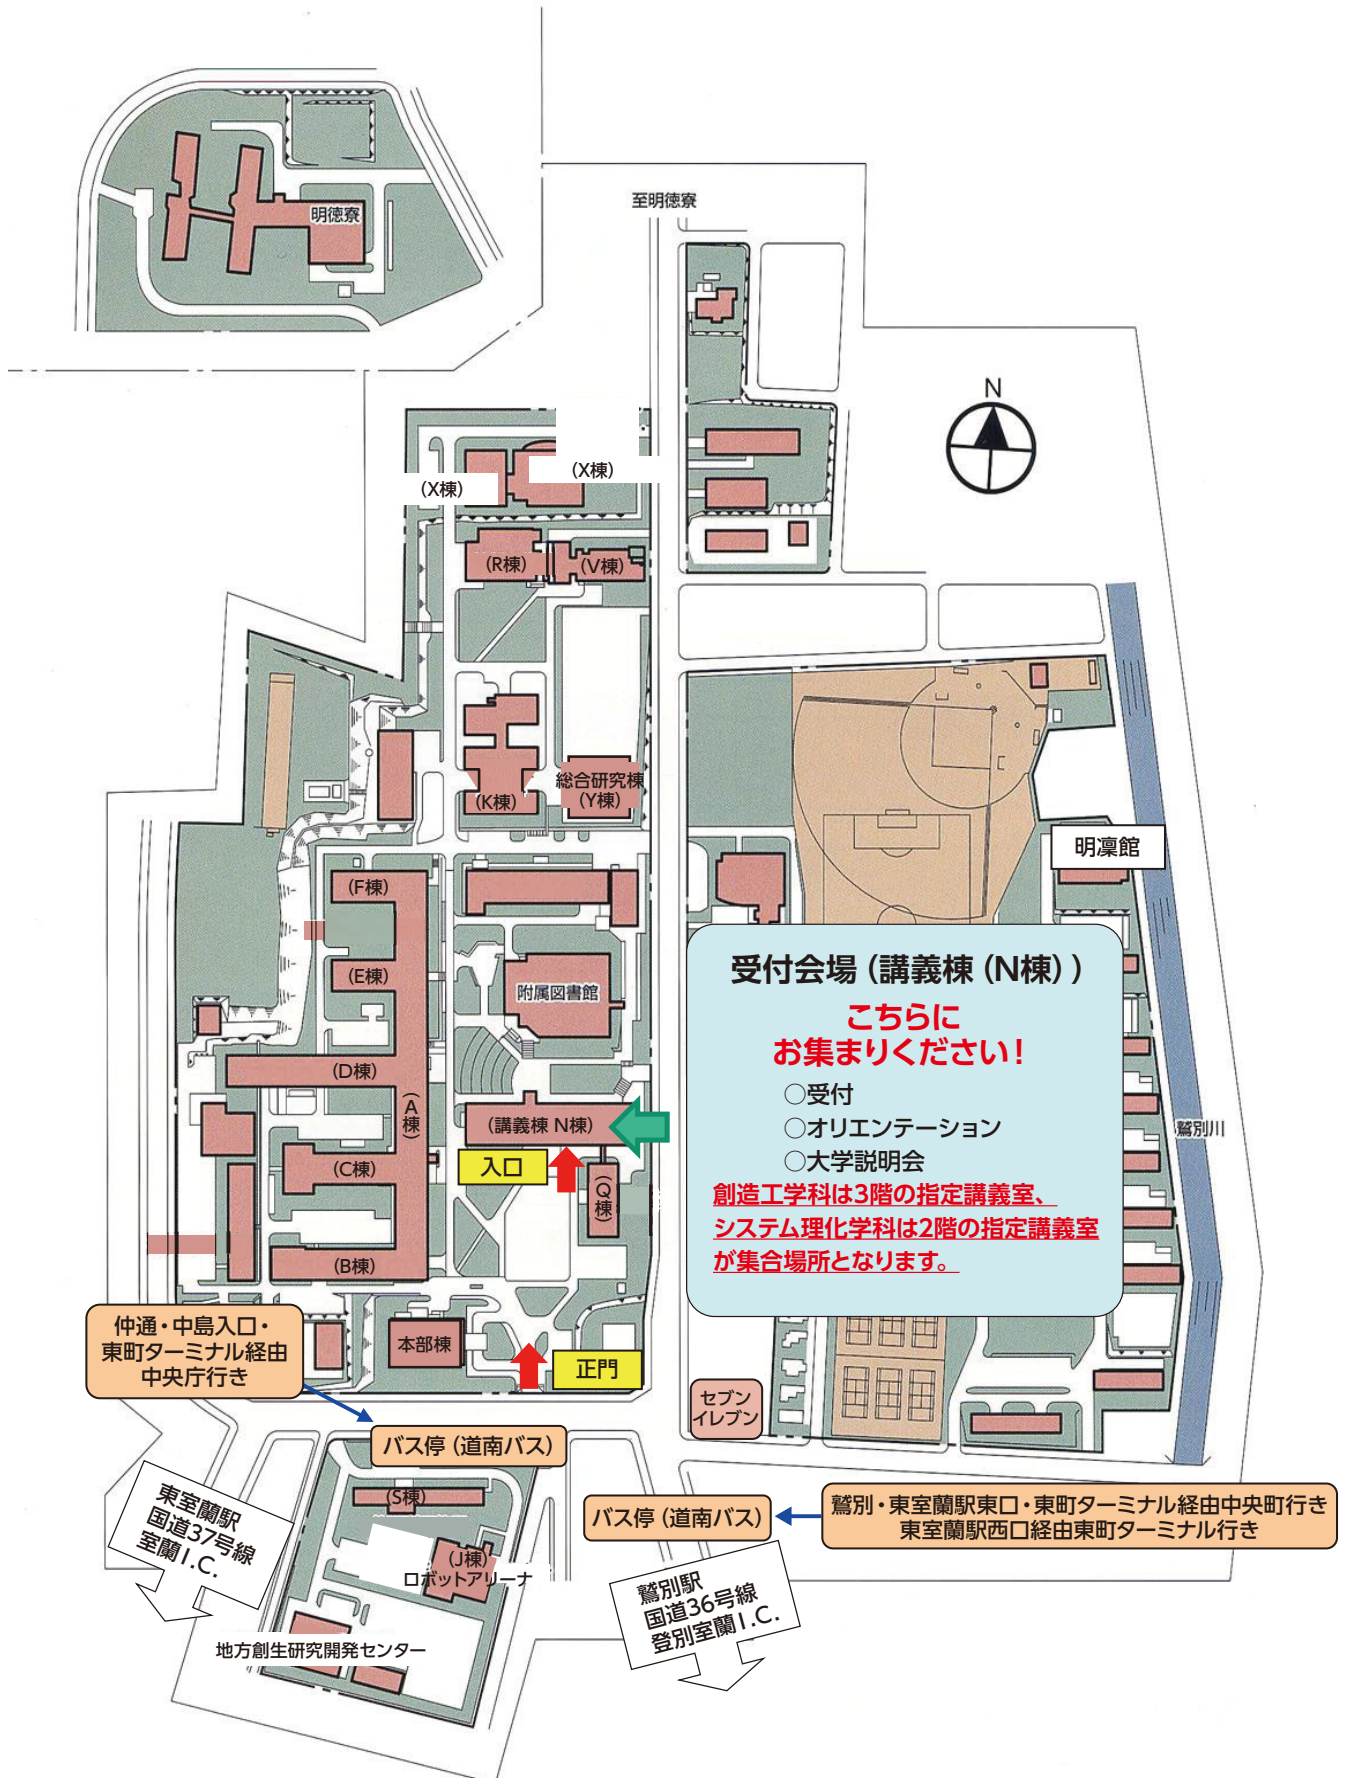 至明徳寮
明徳寮
N
(X棟)
(X棟)
(R棟)
(V棟)
総合研究棟
(Y棟)
(K棟)
明凜館
(F棟)
(E棟)
附属図書館
(D棟)
(A棟)
(講義棟 N棟)
(C棟)
入口
(Q棟)
(B棟)
受付会場（講義棟（N棟））
こちらに
お集まりください！
○受付
○オリエンテーション
○大学説明会
創造工学科は3階の指定講義室、
システム理化学科は2階の指定講義室
が集合場所となります。
鷲別川
仲通・中島入口・
東町ターミナル経由
中央庁行き
本部棟
正門
セブン
イレブン
バス停（道南バス）
(S棟)
バス停（道南バス）
鷲別・東室蘭駅東口・東町ターミナル経由中央町行き
東室蘭駅西口経由東町ターミナル行き
東室蘭駅
国道37号線
室蘭I.C.
(J棟)
ロボットアリーナ
鷲別駅
国道36号線
登別室蘭I.C.
地方創生研究開発センター